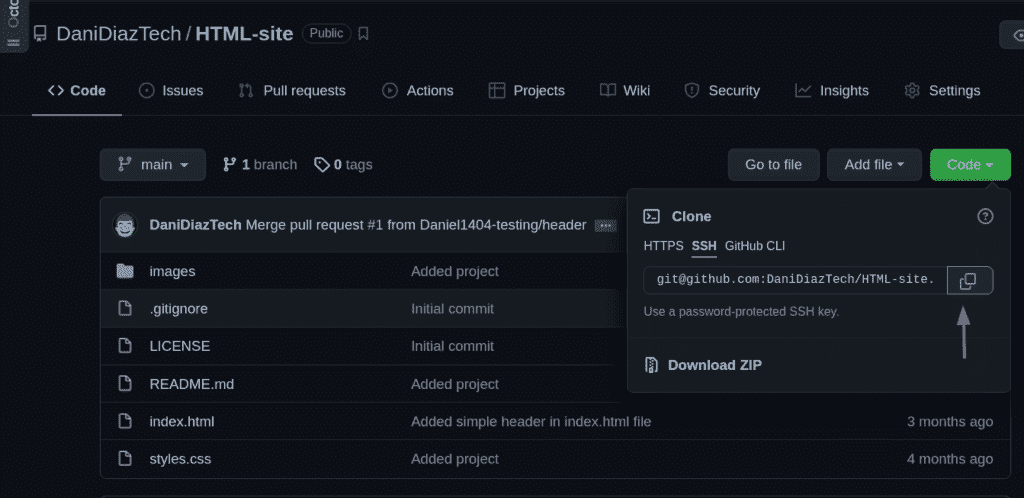 Octo
DaniDiazTech / HTML-site Public
Code Issues Pull requests Actions Projects Wiki Security Insights Settings
main 1 branch 0 tags Go to file Add file Code
DaniDiazTech Merge pull request #1 from Daniel1404-testing/header ...
Clone
HTTPS SSH GitHub CLI
git@github.com:DaniDiazTech/HTML-site.
Use a password-protected SSH key.
Download ZIP
images Added project
.gitignore Initial commit
LICENSE Initial commit
README.md Added project
index.html Added simple header in index.html file 3 months ago
styles.css Added project 4 months ago